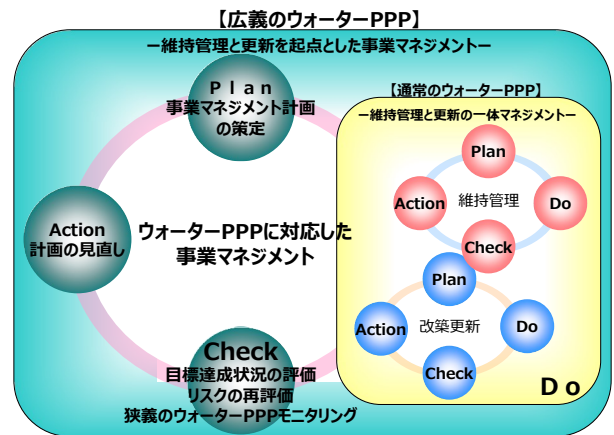 【広義のウォーターPPP】
－維持管理と更新を起点とした事業マネジメント－
Plan
事業マネジメント計画
の策定
【通常のウォーターPPP】
－維持管理と更新の一体マネジメント－
Plan
Action
維持管理
Do
Check
Plan
Action
改築更新
Do
Check
Do
Action
計画の見直し
ウォーターPPPに対応した
事業マネジメント
Check
目標達成状況の評価
リスクの再評価
狭義のウォーターPPPモニタリング